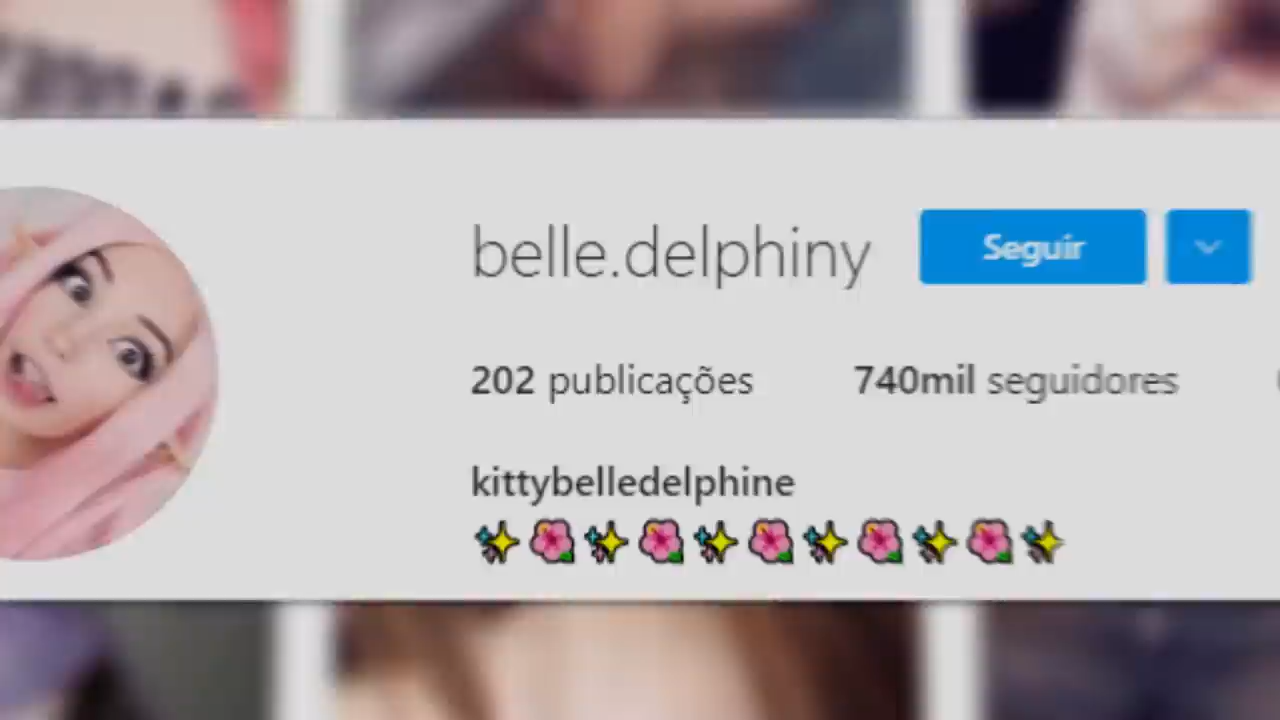 belle.delphiny Seguir
202 publicações 740mil seguidores
kittybelledelphine
✨🌺✨🌺✨🌺✨🌺✨🌺✨